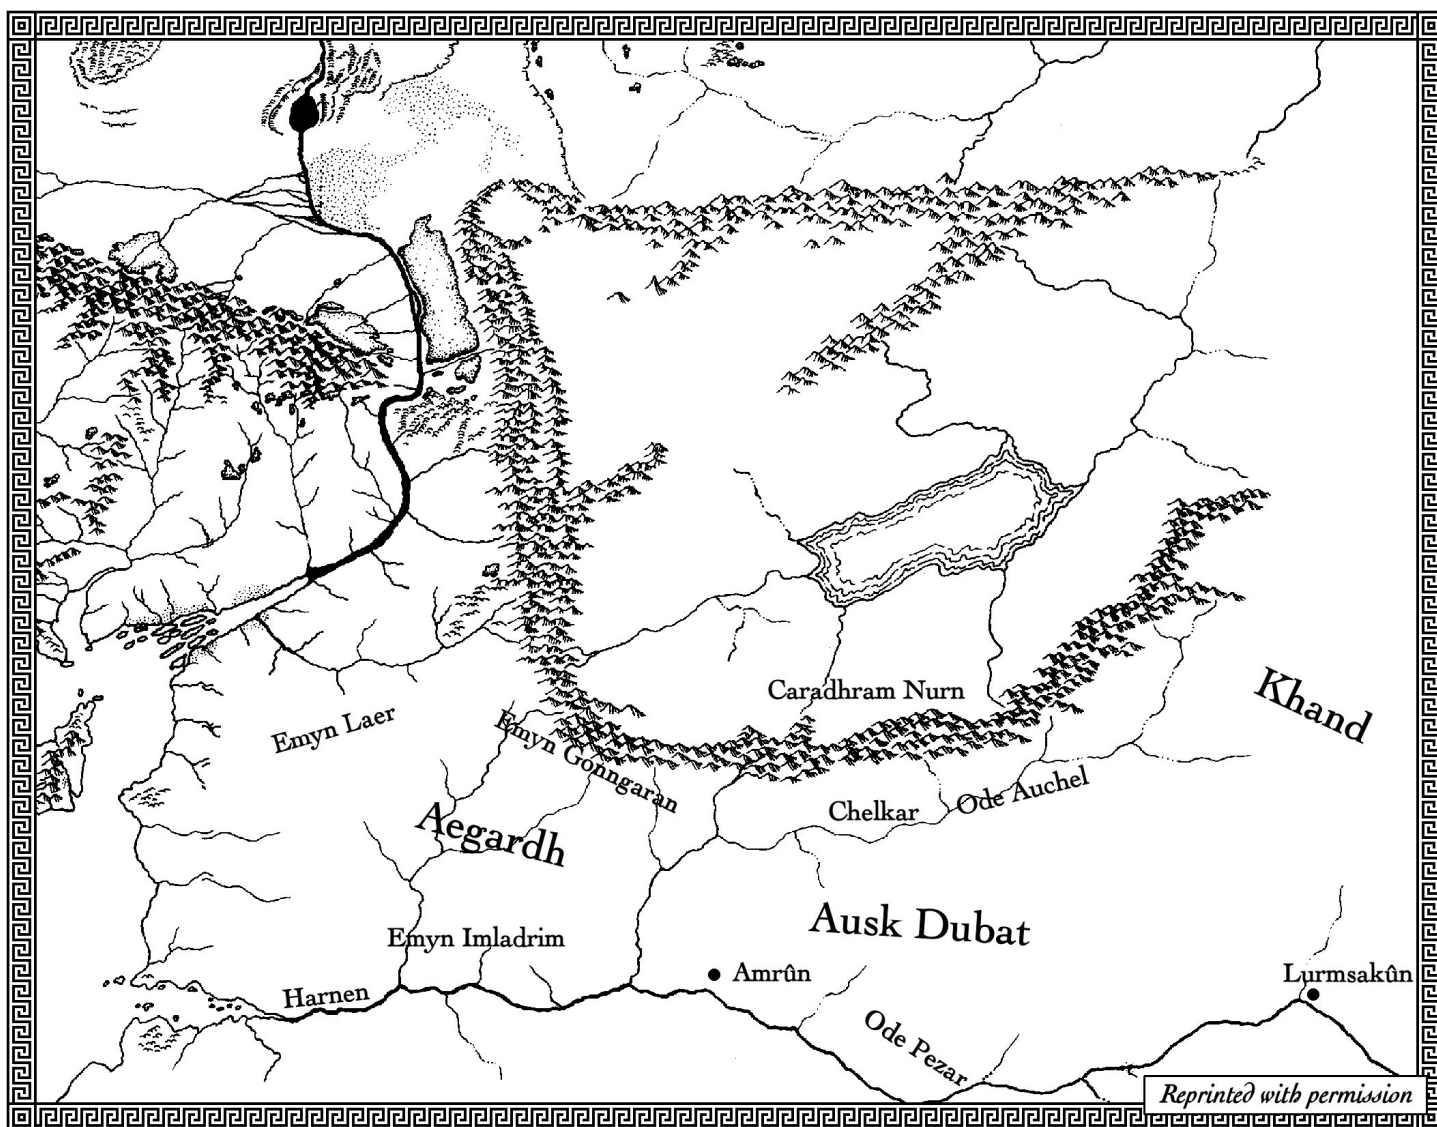 Caradhram Nurn
Khand
Emyn Laer
Emyn Gonngaran
Aegardh
Chelkar
Ode Auchel
Ausk Dubat
Emyn Imladrim
Amrûn
Lurmsakûn
Harnen
Ode Pezar
Reprinted with permission